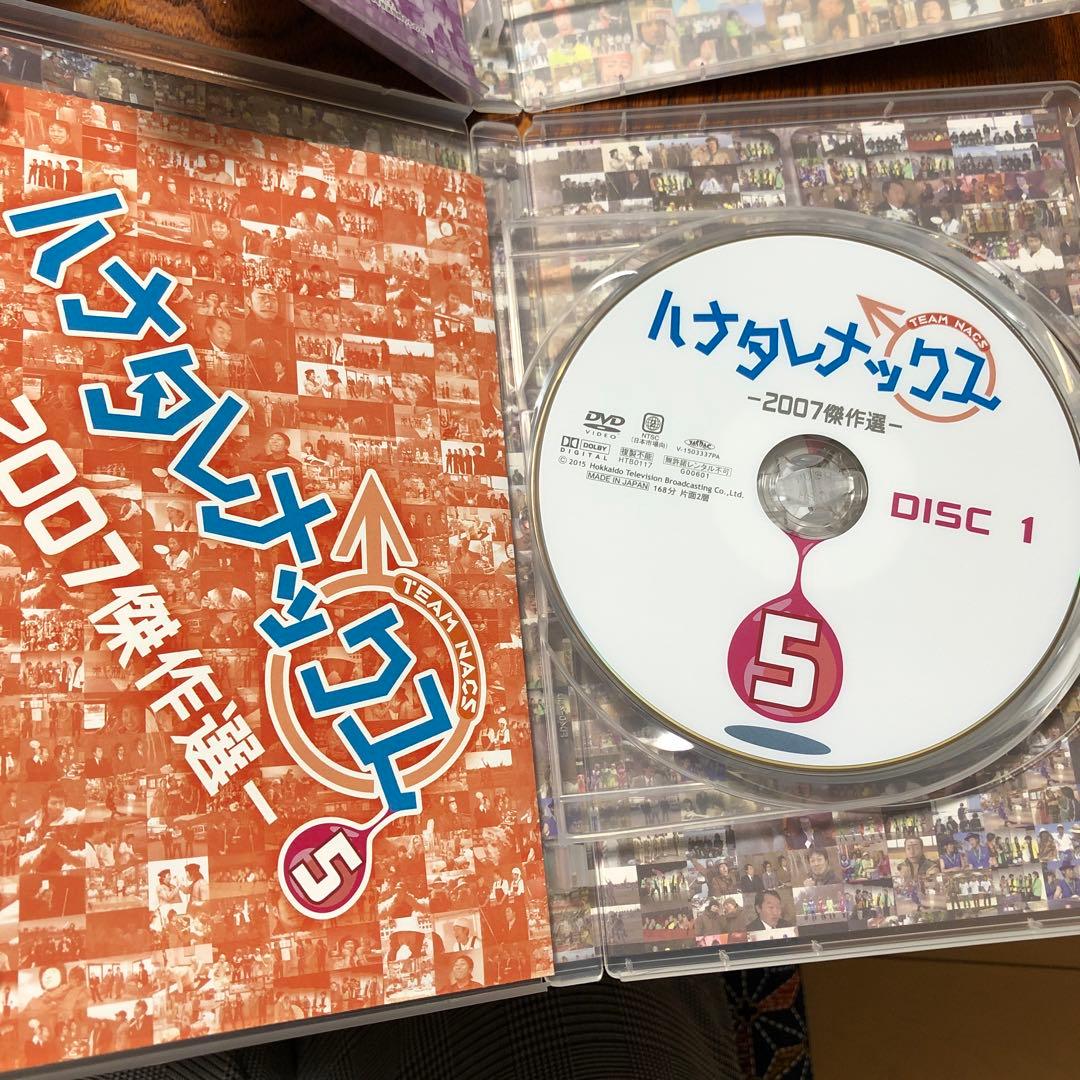 ハナタレナックス
TEAM NACS
2007傑作選-
5
ハナタレナックス
TEAM NACS
-2007傑作選-
DVD
VIDEO
NTSC
(日本市場向)
JASRAC
V-1503337PA
DOLBY
DIGITAL
複製不能
HTB0117
無許諾レンタル不可
G00601
© 2015 Hokkaido Television Broadcasting Co.,Ltd.
MADE IN JAPAN 168分 片面2層
DISC 1
5